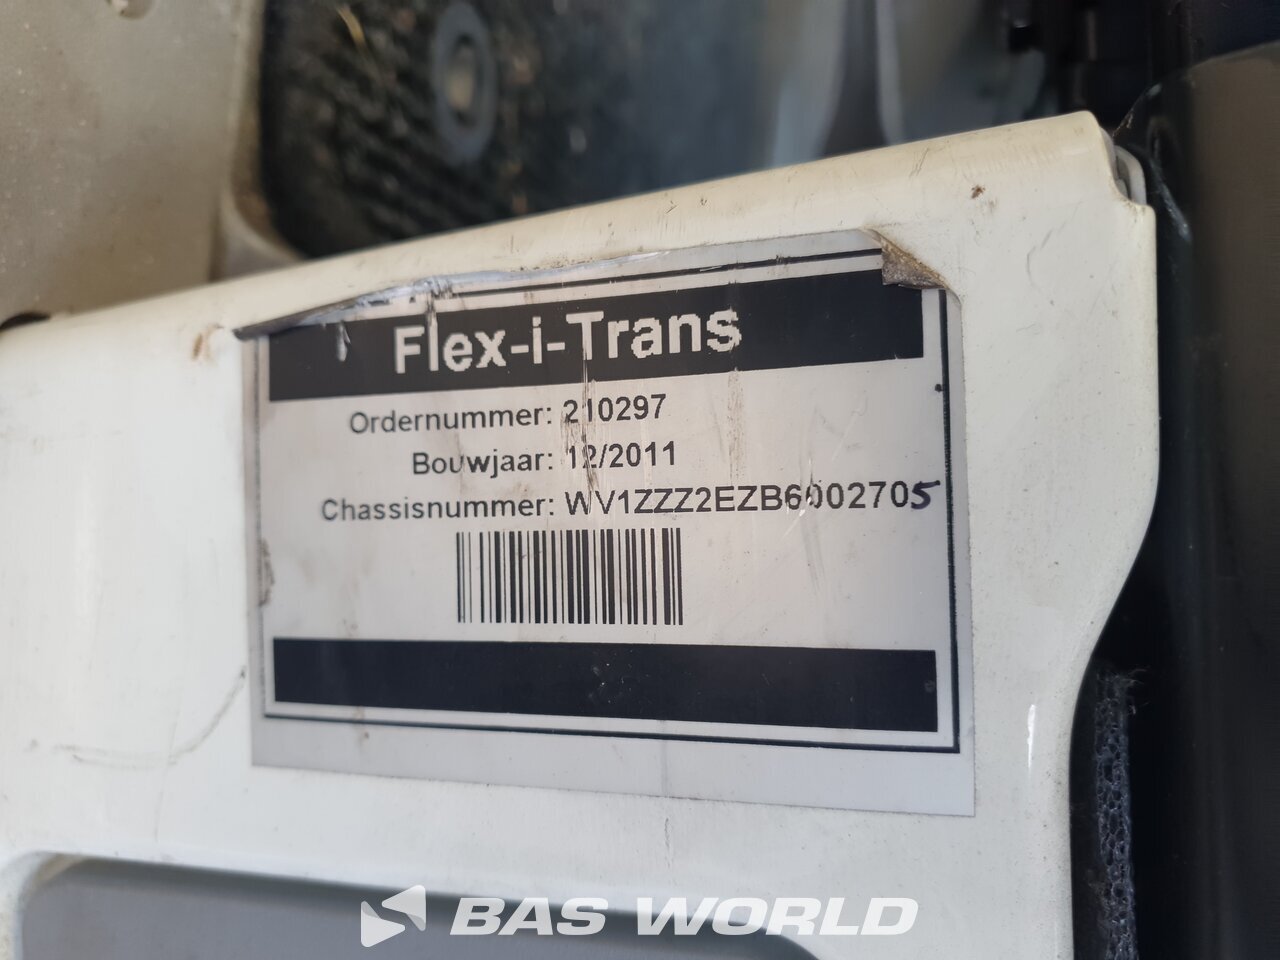 Flex-i-Trans
Ordernummer: 210297
Bouwjaar: 12/2011
Chassisnummer: WV1ZZZ2EZB6002705
BAS WORLD